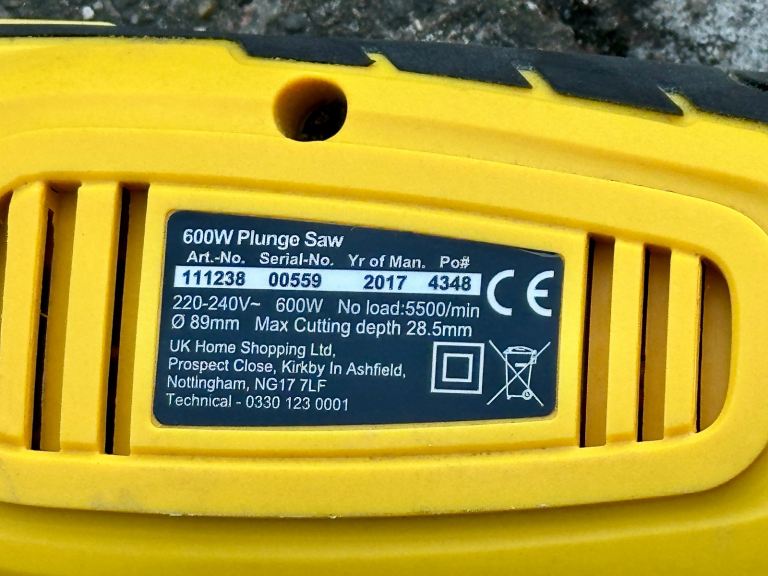 600W Plunge Saw
Art.-No. Serial-No. Yr of Man. Po#
111238 00559 2017 4348
CE
220-240V~ 600W No load:5500/min
Ø 89mm Max Cutting depth 28.5mm
UK Home Shopping Ltd,
Prospect Close, Kirkby In Ashfield,
Nottingham, NG17 7LF
Technical - 0330 123 0001